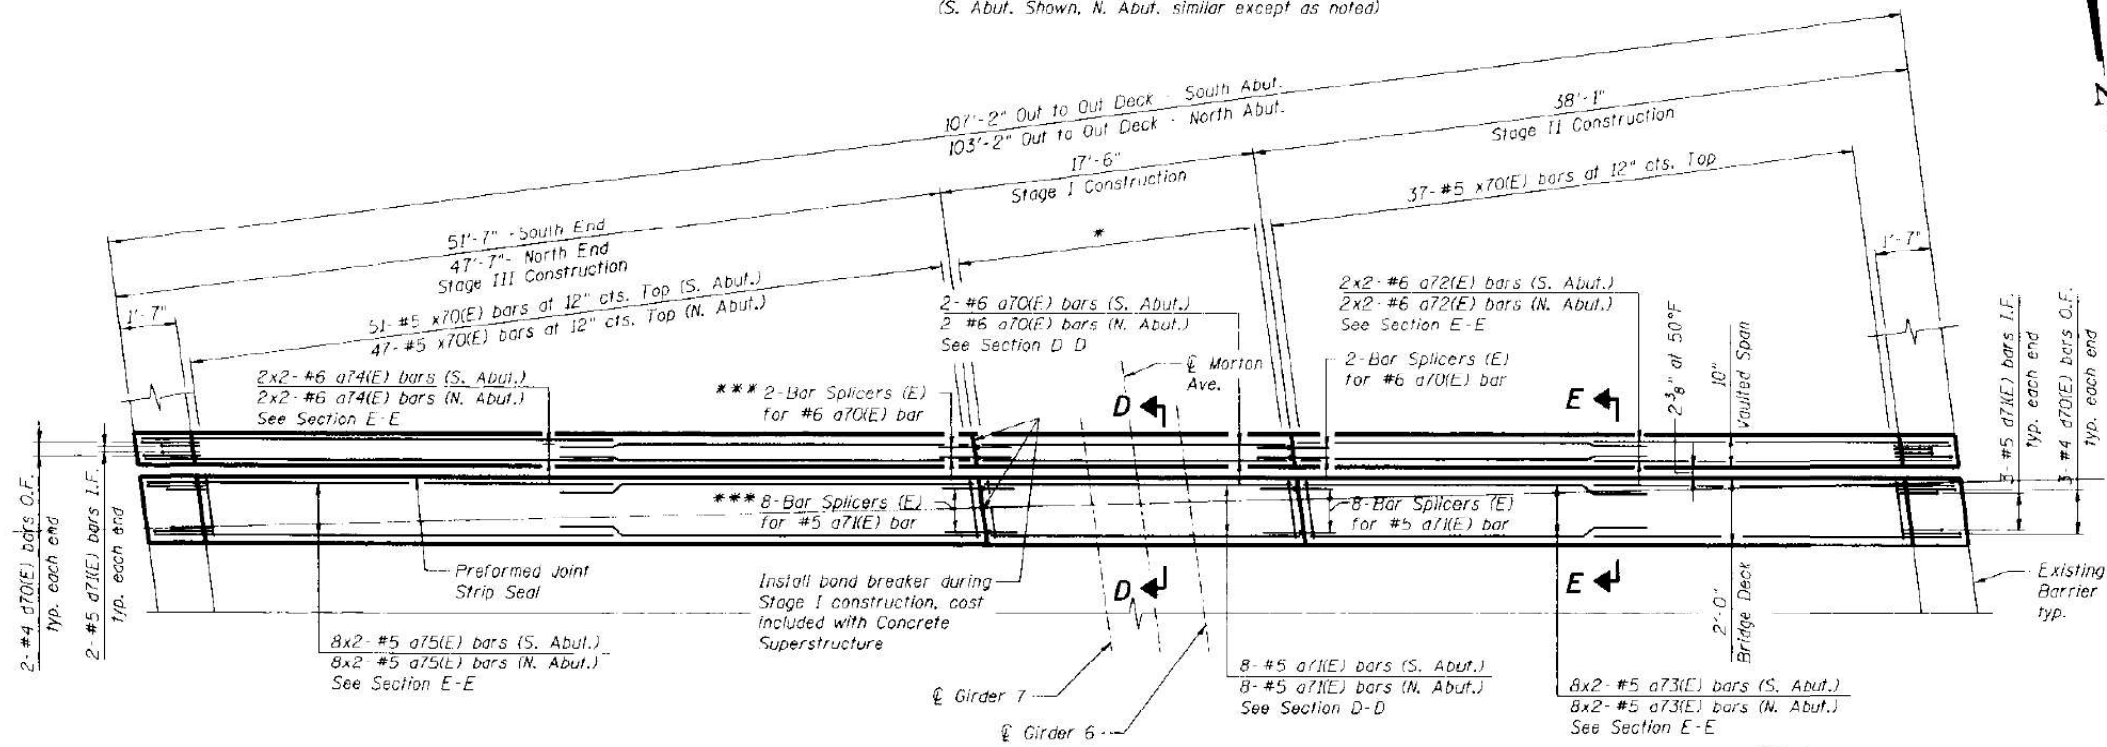 (S. Abut. Shown, N. Abut. similar except as noted)
107'-2" Out to Out Deck - South Abut.
103'-2" Out to Out Deck - North Abut.
38'-1"
Stage II Construction
17'-6"
Stage I Construction
37-#5 x70(E) bars at 12" cts. Top
51'-7" - South End
47'-7" - North End
Stage III Construction
*
1'-7"
1'-7"
51-#5 x70(E) bars at 12" cts. Top (S. Abut.)
47-#5 x70(E) bars at 12" cts. Top (N. Abut.)
2-#6 a70(E) bars (S. Abut.)
2 #6 a70(E) bars (N. Abut.)
See Section D D
2x2-#6 a72(E) bars (S. Abut.)
2x2-#6 a72(E) bars (N. Abut.)
See Section E-E
℄ Morton
Ave.
2-Bar Splicers (E)
for #6 a70(E) bar
2x2-#6 a74(E) bars (S. Abut.)
2x2-#6 a74(E) bars (N. Abut.)
See Section E-E
*** 2-Bar Splicers (E)
for #6 a70(E) bar
D
E
2 3/8" at 50°F
10"
Vaulted Span
3-#5 d71(E) bars I.F.
typ. each end
3-#4 d70(E) bars O.F.
typ. each end
2-#4 d70(E) bars O.F.
typ. each end
2-#5 d71(E) bars I.F.
typ. each end
*** 8-Bar Splicers (E)
for #5 a71(E) bar
8-Bar Splicers (E)
for #5 a71(E) bar
Preformed Joint
Strip Seal
Install bond breaker during
Stage I construction, cost
included with Concrete
Superstructure
D
E
2'-0"
Bridge Deck
Existing
Barrier
typ.
8x2-#5 a75(E) bars (S. Abut.)
8x2-#5 a75(E) bars (N. Abut.)
See Section E-E
℄ Girder 7
℄ Girder 6
8-#5 a71(E) bars (S. Abut.)
8-#5 a71(E) bars (N. Abut.)
See Section D-D
8x2-#5 a73(E) bars (S. Abut.)
8x2-#5 a73(E) bars (N. Abut.)
See Section E-E